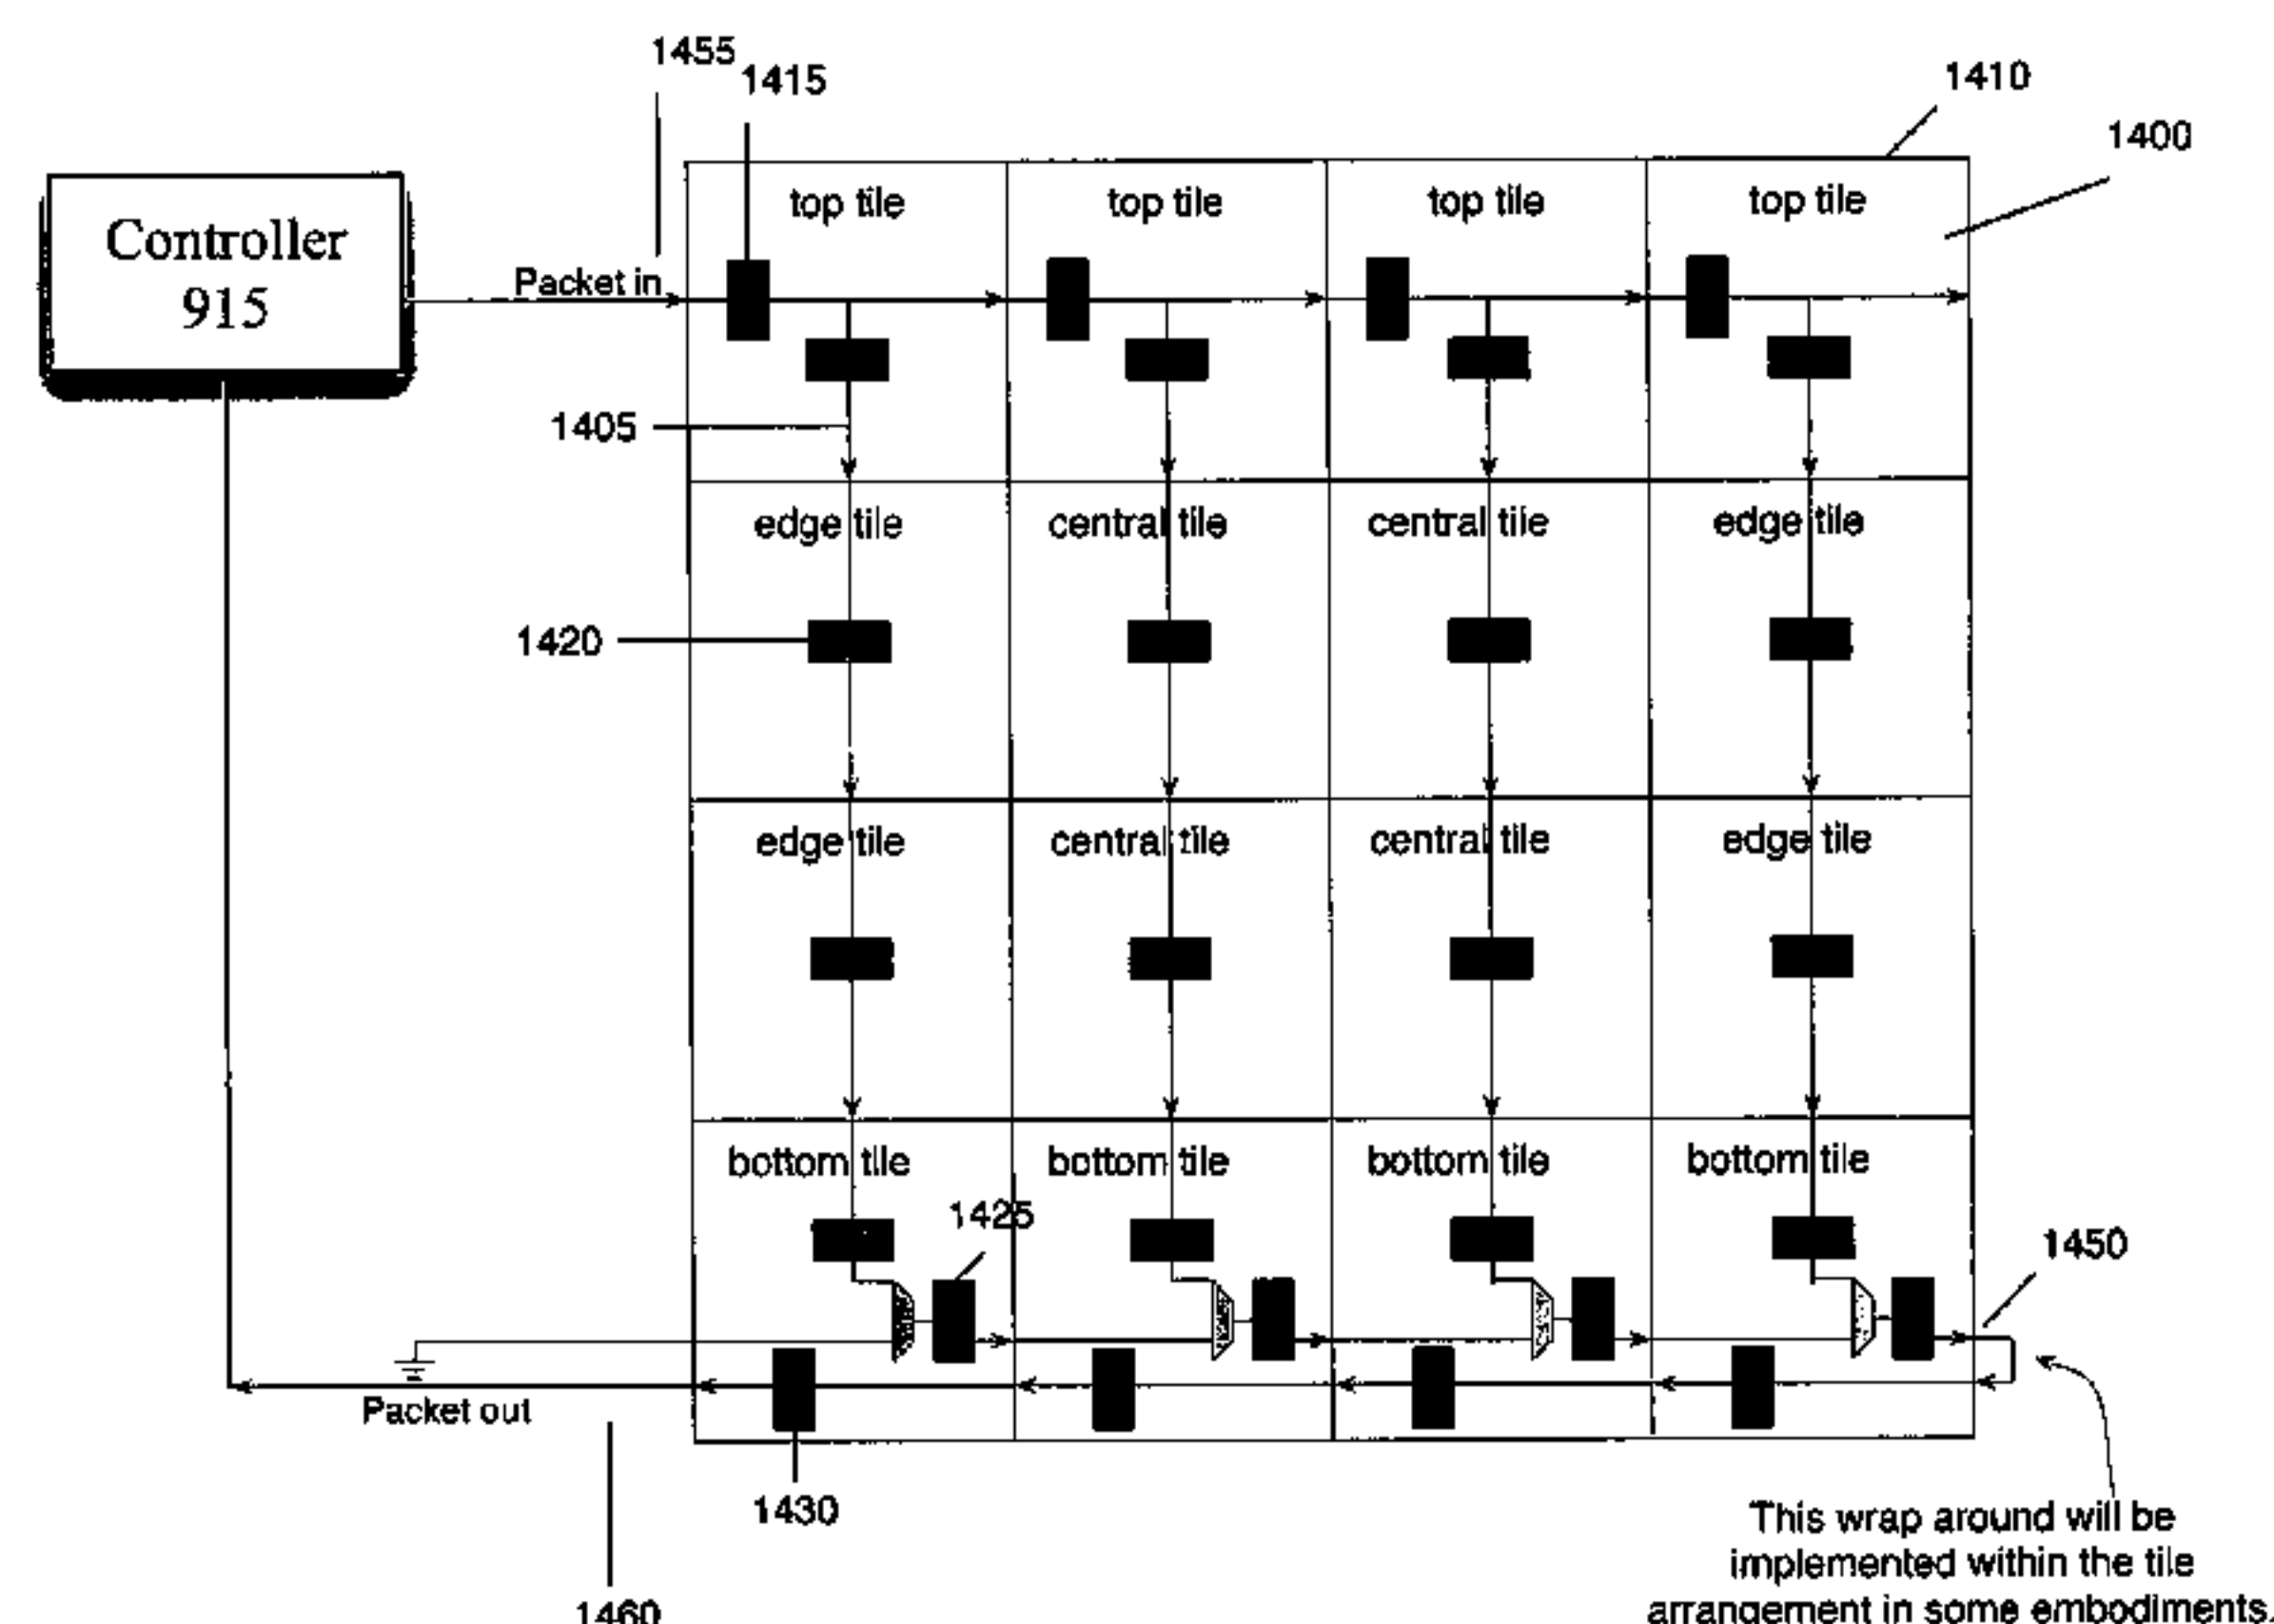 1455
1415
1410
1400
Controller
915
top tile
top tile
top tile
top tile
Packet in
1405
edge tile
central tile
central tile
edge tile
1420
edge tile
central tile
central tile
edge tile
bottom tile
bottom tile
bottom tile
bottom tile
1425
1450
Packet out
1430
1460
This wrap around will be
implemented within the tile
arrangement in some embodiments.